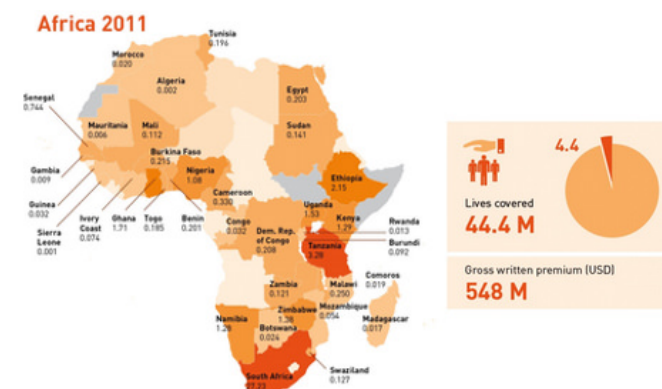 Africa 2011
Tunisia
0.196
Morocco
0.020
Algeria
0.002
Egypt
0.203
Senegal
0.744
Mauritania
0.006
Mali
0.112
Sudan
0.141
Burkina Faso
0.215
Nigeria
1.08
Ethiopia
2.15
Gambia
0.009
Cameroon
0.330
Guinea
0.032
Sierra
Leone
0.001
Ivory
Coast
0.074
Ghana
1.71
Togo
0.185
Benin
0.201
Congo
0.032
Dem. Rep.
of Congo
0.208
Uganda
1.53
Kenya
1.29
Rwanda
0.013
Burundi
0.092
Tanzania
3.28
Comoros
0.019
Zambia
0.121
Malawi
0.250
Mozambique
0.054
Zimbabwe
1.38
Madagascar
0.017
Namibia
1.28
Botswana
0.024
Swaziland
0.127
South Africa
27.23
4.4
Lives covered
44.4 M
Gross written premium (USD)
548 M